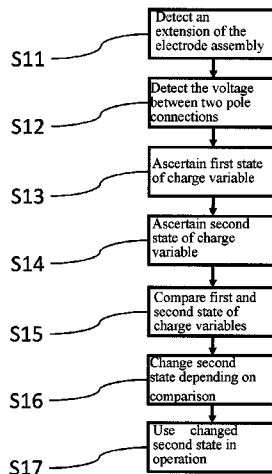 Detect an
extension of the
electrode assembly
S11
Detect the voltage
between two pole
connections
S12
Ascertain first state
of charge variable
S13
Ascertain second
state of charge
variable
S14
Compare first and
second state of
charge variables
S15
Change second
state depending on
comparison
S16
Use changed
second state in
operation
S17